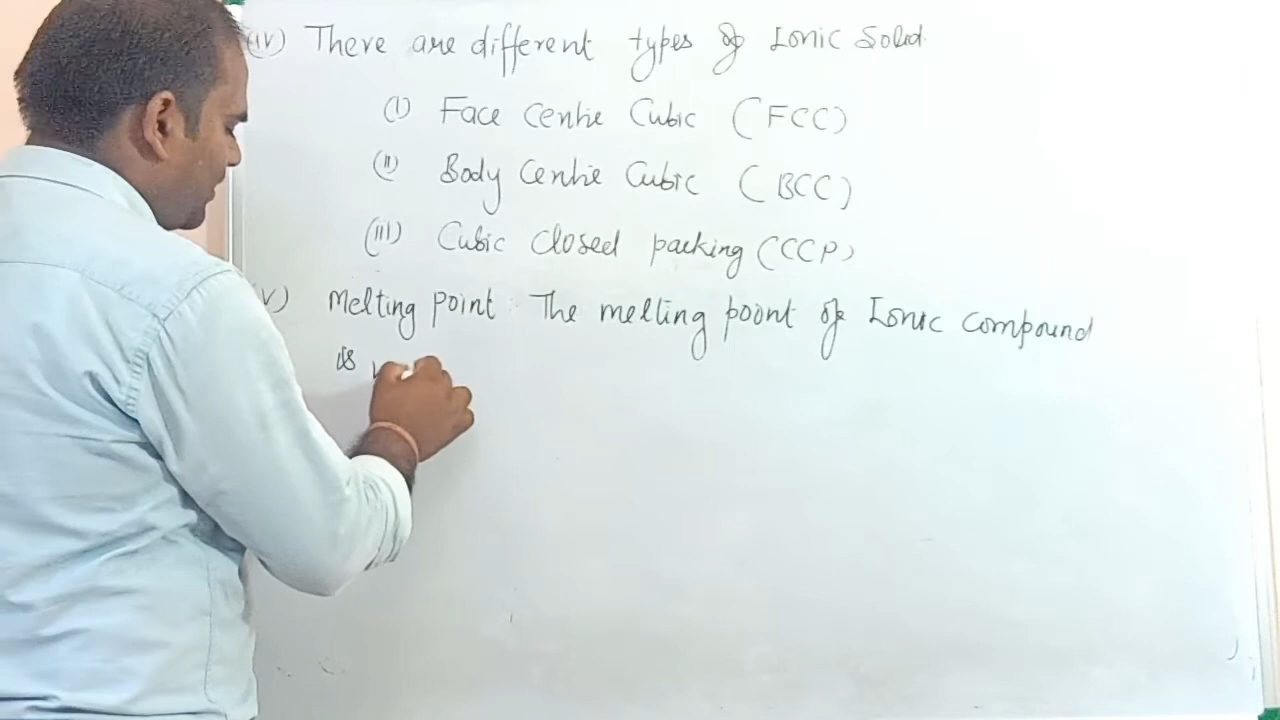 (iv) There are different types of Ionic Solid.
(I) Face Centre Cubic (FCC)
(II) Body Centre Cubic (BCC)
(III) Cubic Closed packing (CCP)
v) Melting point: The melting point of Ionic compound
is